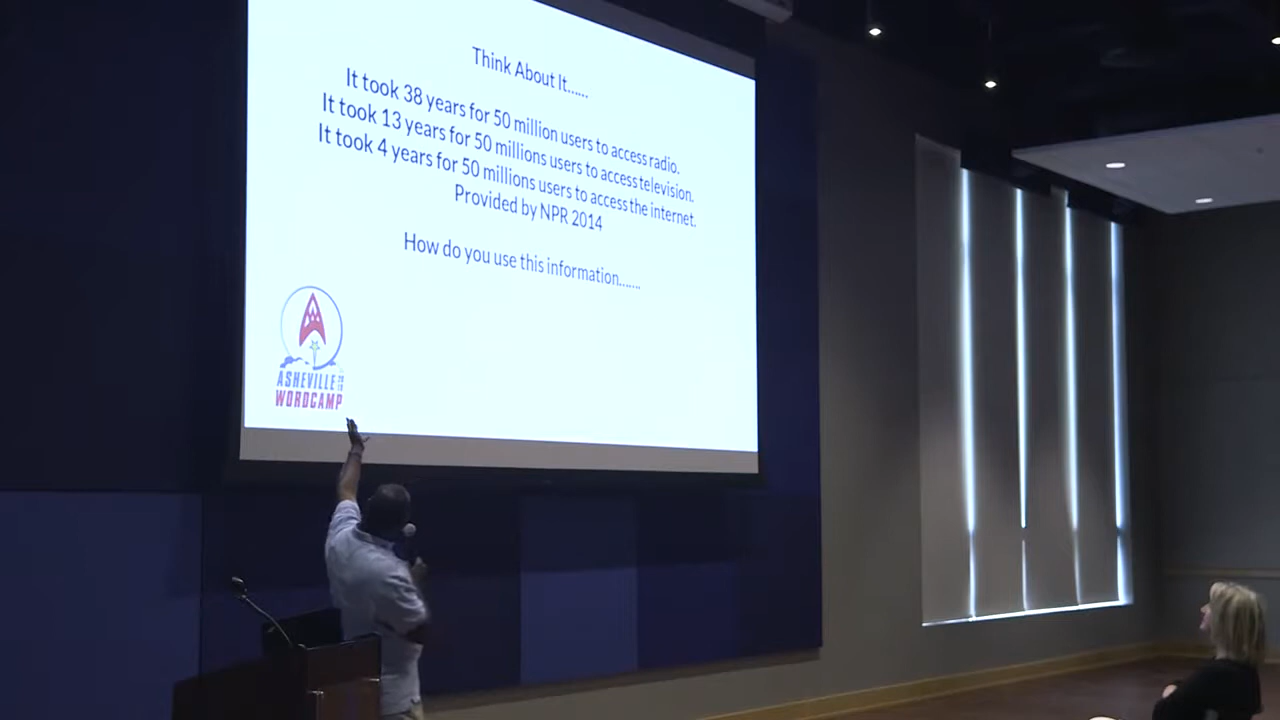 Think About It......
It took 38 years for 50 million users to access radio.
It took 13 years for 50 millions users to access television.
It took 4 years for 50 millions users to access the internet.
Provided by NPR 2014
How do you use this information.......
ASHEVILLE
WORDCAMP